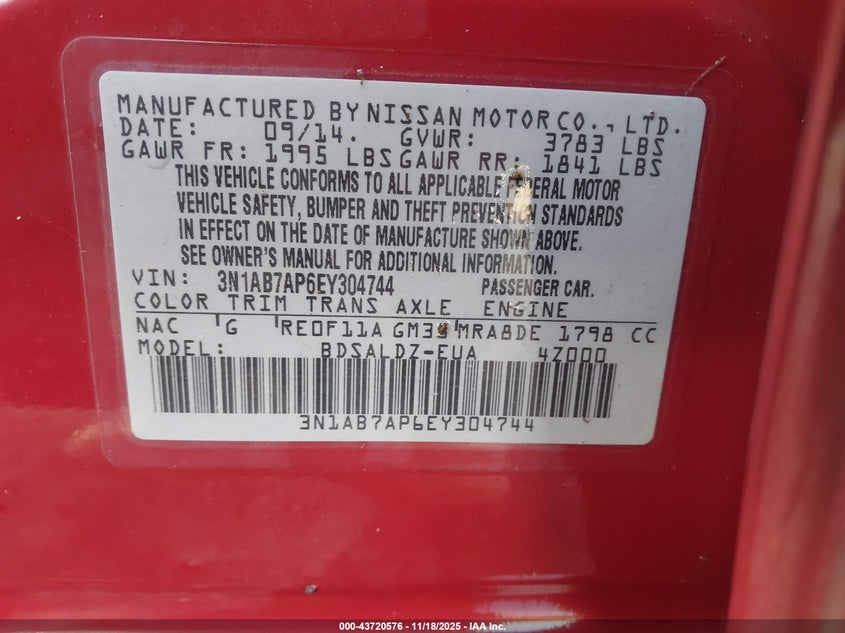 MANUFACTURED BY NISSAN MOTOR CO., LTD.
DATE: 09/14. GVWR: 3783 LBS
GAWR FR: 1995 LBS GAWR RR: 1841 LBS
THIS VEHICLE CONFORMS TO ALL APPLICABLE FEDERAL MOTOR
VEHICLE SAFETY, BUMPER AND THEFT PREVENTION STANDARDS
IN EFFECT ON THE DATE OF MANUFACTURE SHOWN ABOVE.
SEE OWNER'S MANUAL FOR ADDITIONAL INFORMATION.
VIN: 3N1AB7AP6EY304744 PASSENGER CAR.
COLOR TRIM TRANS AXLE ENGINE
NAC G RE0F11A MRA8DE 1798 CC
MODEL: BDSALDZ-EUA 4Z000
3N1AB7AP6EY304744
000-43720576 | 11/18/2025 - IAA Inc.